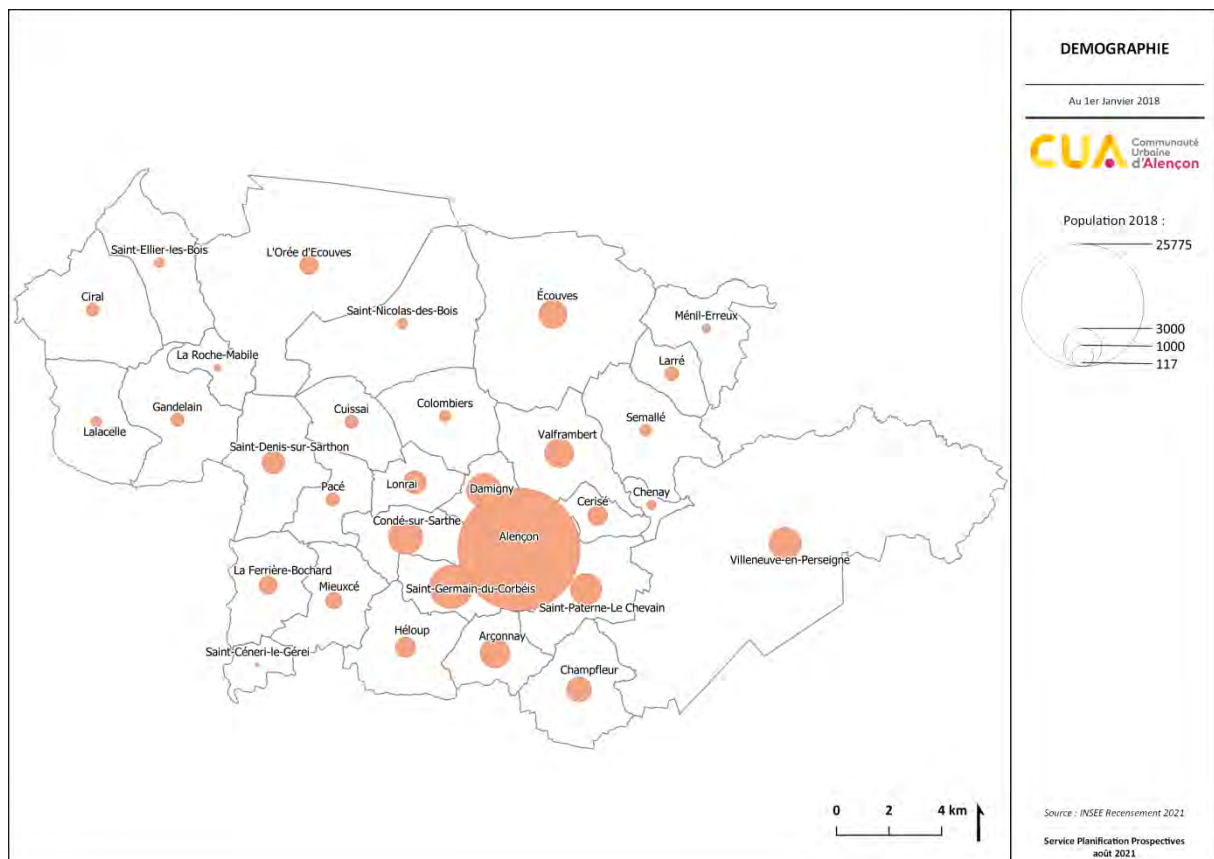 DEMOGRAPHIE
Au 1er Janvier 2018
CUA
Communauté
Urbaine
d'Alençon
Population 2018 :
25775
3000
1000
117
Saint-Ellier-les-Bois
L'Orée d'Ecouves
Ciral
Écouves
Saint-Nicolas-des-Bois
Ménil-Erreux
La Roche-Mabile
Larré
Gandelain
Cuissai
Colombiers
Semallé
Lalacelle
Valframbert
Saint-Denis-sur-Sarthon
Pacé
Lonrai
Damigny
Chenay
Cerisé
Condé-sur-Sarthe
Alençon
Villeneuve-en-Perseigne
La Ferrière-Bochard
Mieuxcé
Saint-Germain-du-Corbéis
Saint-Paterne-Le Chevain
Héloup
Arçonnay
Saint-Céneri-le-Gérei
Champfleur
0 2 4 km
Source : INSEE Recensement 2021
Service Planification Prospectives
août 2021